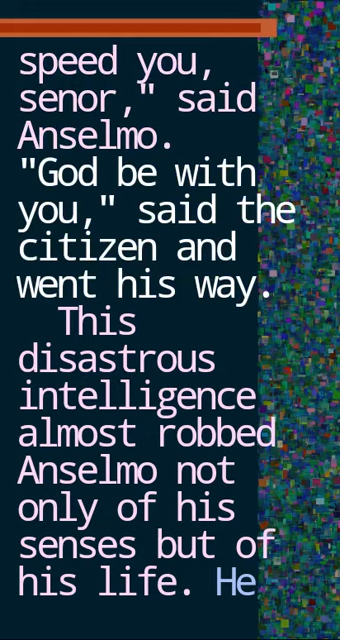 speed you,
senor," said
Anselmo.
"God be with
you," said the
citizen and
went his way.
This
disastrous
intelligence
almost robbed
Anselmo not
only of his
senses but of
his life. He